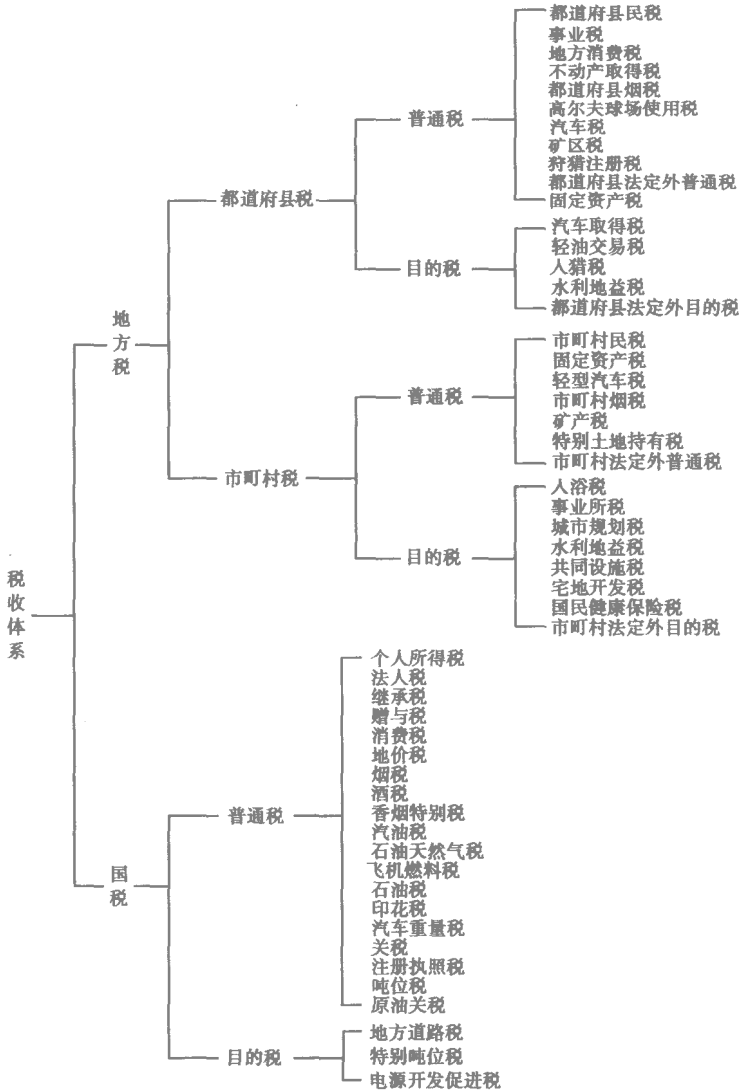 都道府县民税
事业税
地方消费税
不动产取得税
都道府县烟税
高尔夫球场使用税
汽车税
矿区税
狩猎注册税
都道府县法定外普通税
固定资产税
普通税
都道府县税
汽车取得税
轻油交易税
人猎税
水利地益税
都道府县法定外目的税
目的税
地方税
市町村民税
固定资产税
轻型汽车税
市町村烟税
矿产税
特别土地持有税
市町村法定外普通税
普通税
市町村税
人浴税
事业所税
城市规划税
水利地益税
共同设施税
宅地开发税
国民健康保险税
市町村法定外目的税
目的税
税收体系
个人所得税
法人税
继承税
赠与税
消费税
地价税
烟税
酒税
香烟特别税
汽油税
石油天然气税
飞机燃料税
石油税
印花税
汽车重量税
关税
注册执照税
吨位税
原油关税
普通税
国税
地方道路税
特别吨位税
电源开发促进税
目的税